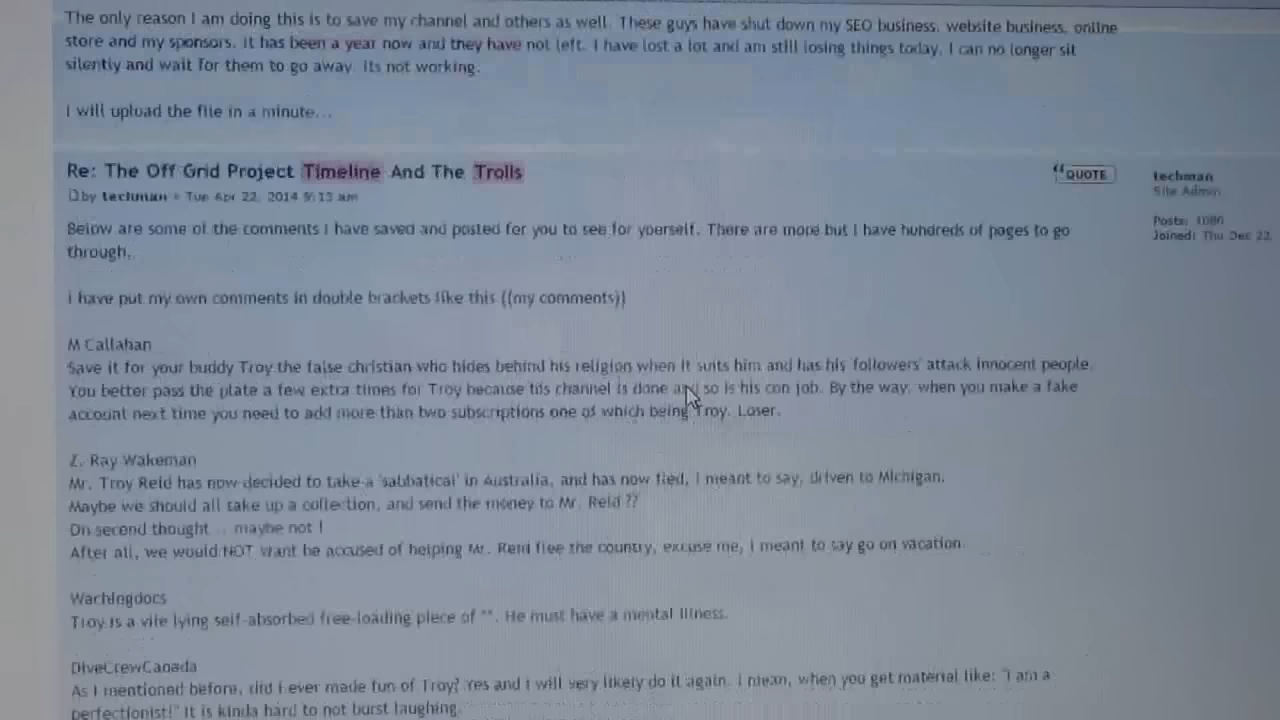 The only reason I am doing this is to save my channel and others as well. These guys have shut down my SEO business, website business, online
store and my sponsors. It has been a year now and they have not left. I have lost a lot and am still losing things today. I can no longer sit
silently and wait for them to go away. Its not working.
I will upload the file in a minute...
Re: The Off Grid Project Timeline And The Trolls
by techman » Tue Apr 22, 2014 9:13 am
QUOTE
techman
Site Admin
Posts: 1086
Joined: Thu Dec 22,
Below are some of the comments I have saved and posted for you to see for yourself. There are more but I have hundreds of pages to go
through.
I have put my own comments in double brackets like this ((my comments))
M Callahan
Save it for your buddy Troy the false christian who hides behind his religion when it suits him and has his followers attack innocent people.
You better pass the plate a few extra times for Troy because his channel is done and so is his con job. By the way, when you make a fake
account next time you need to add more than two subscriptions one of which being Troy. Loser.
Z. Ray Wakeman
Mr. Troy Reid has now decided to take a 'sabbatical' in Australia, and has now fled, I meant to say, driven to Michigan.
Maybe we should all take up a collection, and send the money to Mr. Reid ??
On second thought ... maybe not !
After all, we would NOT want be accused of helping Mr. Reid flee the country, excuse me, I meant to say go on vacation.
Wachingdocs
Troy is a vile lying self-absorbed free-loading piece of **. He must have a mental illness.
DiveCrewCanada
As I mentioned before, did I ever made fun of Troy? Yes and i will very likely do it again. I mean, when you get material like: "I am a
perfectionist!" It is kinda hard to not burst laughing.